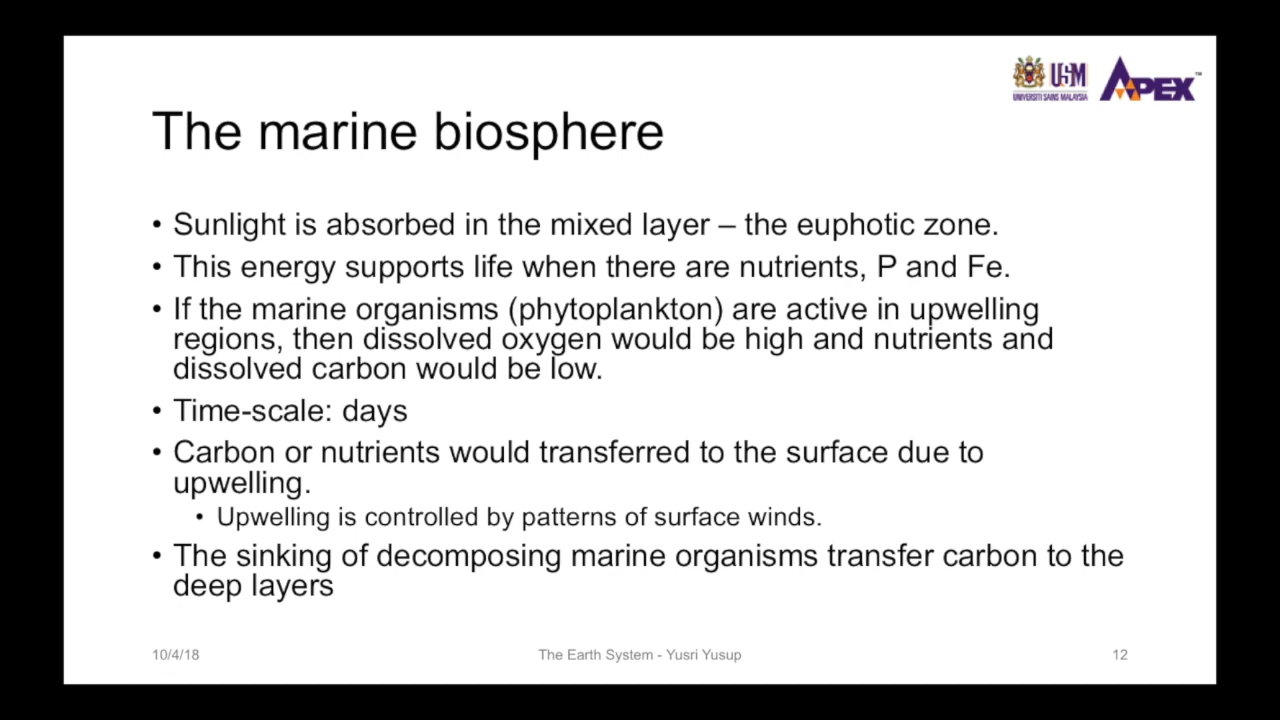 USM
UNIVERSITI SAINS MALAYSIA
APEX™
The marine biosphere
• Sunlight is absorbed in the mixed layer – the euphotic zone.
• This energy supports life when there are nutrients, P and Fe.
• If the marine organisms (phytoplankton) are active in upwelling
regions, then dissolved oxygen would be high and nutrients and
dissolved carbon would be low.
• Time-scale: days
• Carbon or nutrients would transferred to the surface due to
upwelling.
• Upwelling is controlled by patterns of surface winds.
• The sinking of decomposing marine organisms transfer carbon to the
deep layers
10/4/18
The Earth System - Yusri Yusup
12